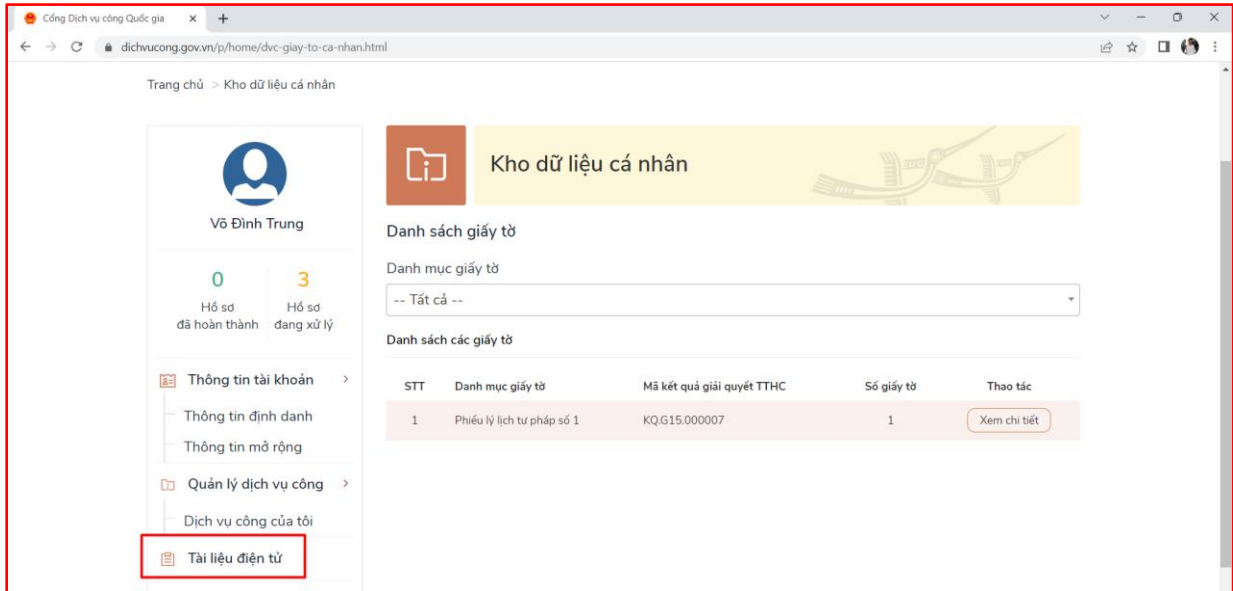 Cổng Dịch vụ công Quốc gia
dichvucong.gov.vn/p/home/dvc-giay-to-ca-nhan.html
Trang chủ > Kho dữ liệu cá nhân
Võ Đình Trung
0
Hồ sơ
đã hoàn thành
3
Hồ sơ
đang xử lý
Thông tin tài khoản
Thông tin định danh
Thông tin mở rộng
Quản lý dịch vụ công
Dịch vụ công của tôi
Tài liệu điện tử
Kho dữ liệu cá nhân
Danh sách giấy tờ
Danh mục giấy tờ
-- Tất cả --
Danh sách các giấy tờ
STT Danh mục giấy tờ Mã kết quả giải quyết TTHC Số giấy tờ Thao tác
1 Phiếu lý lịch tư pháp số 1 KQ.G15.000007 1 Xem chi tiết